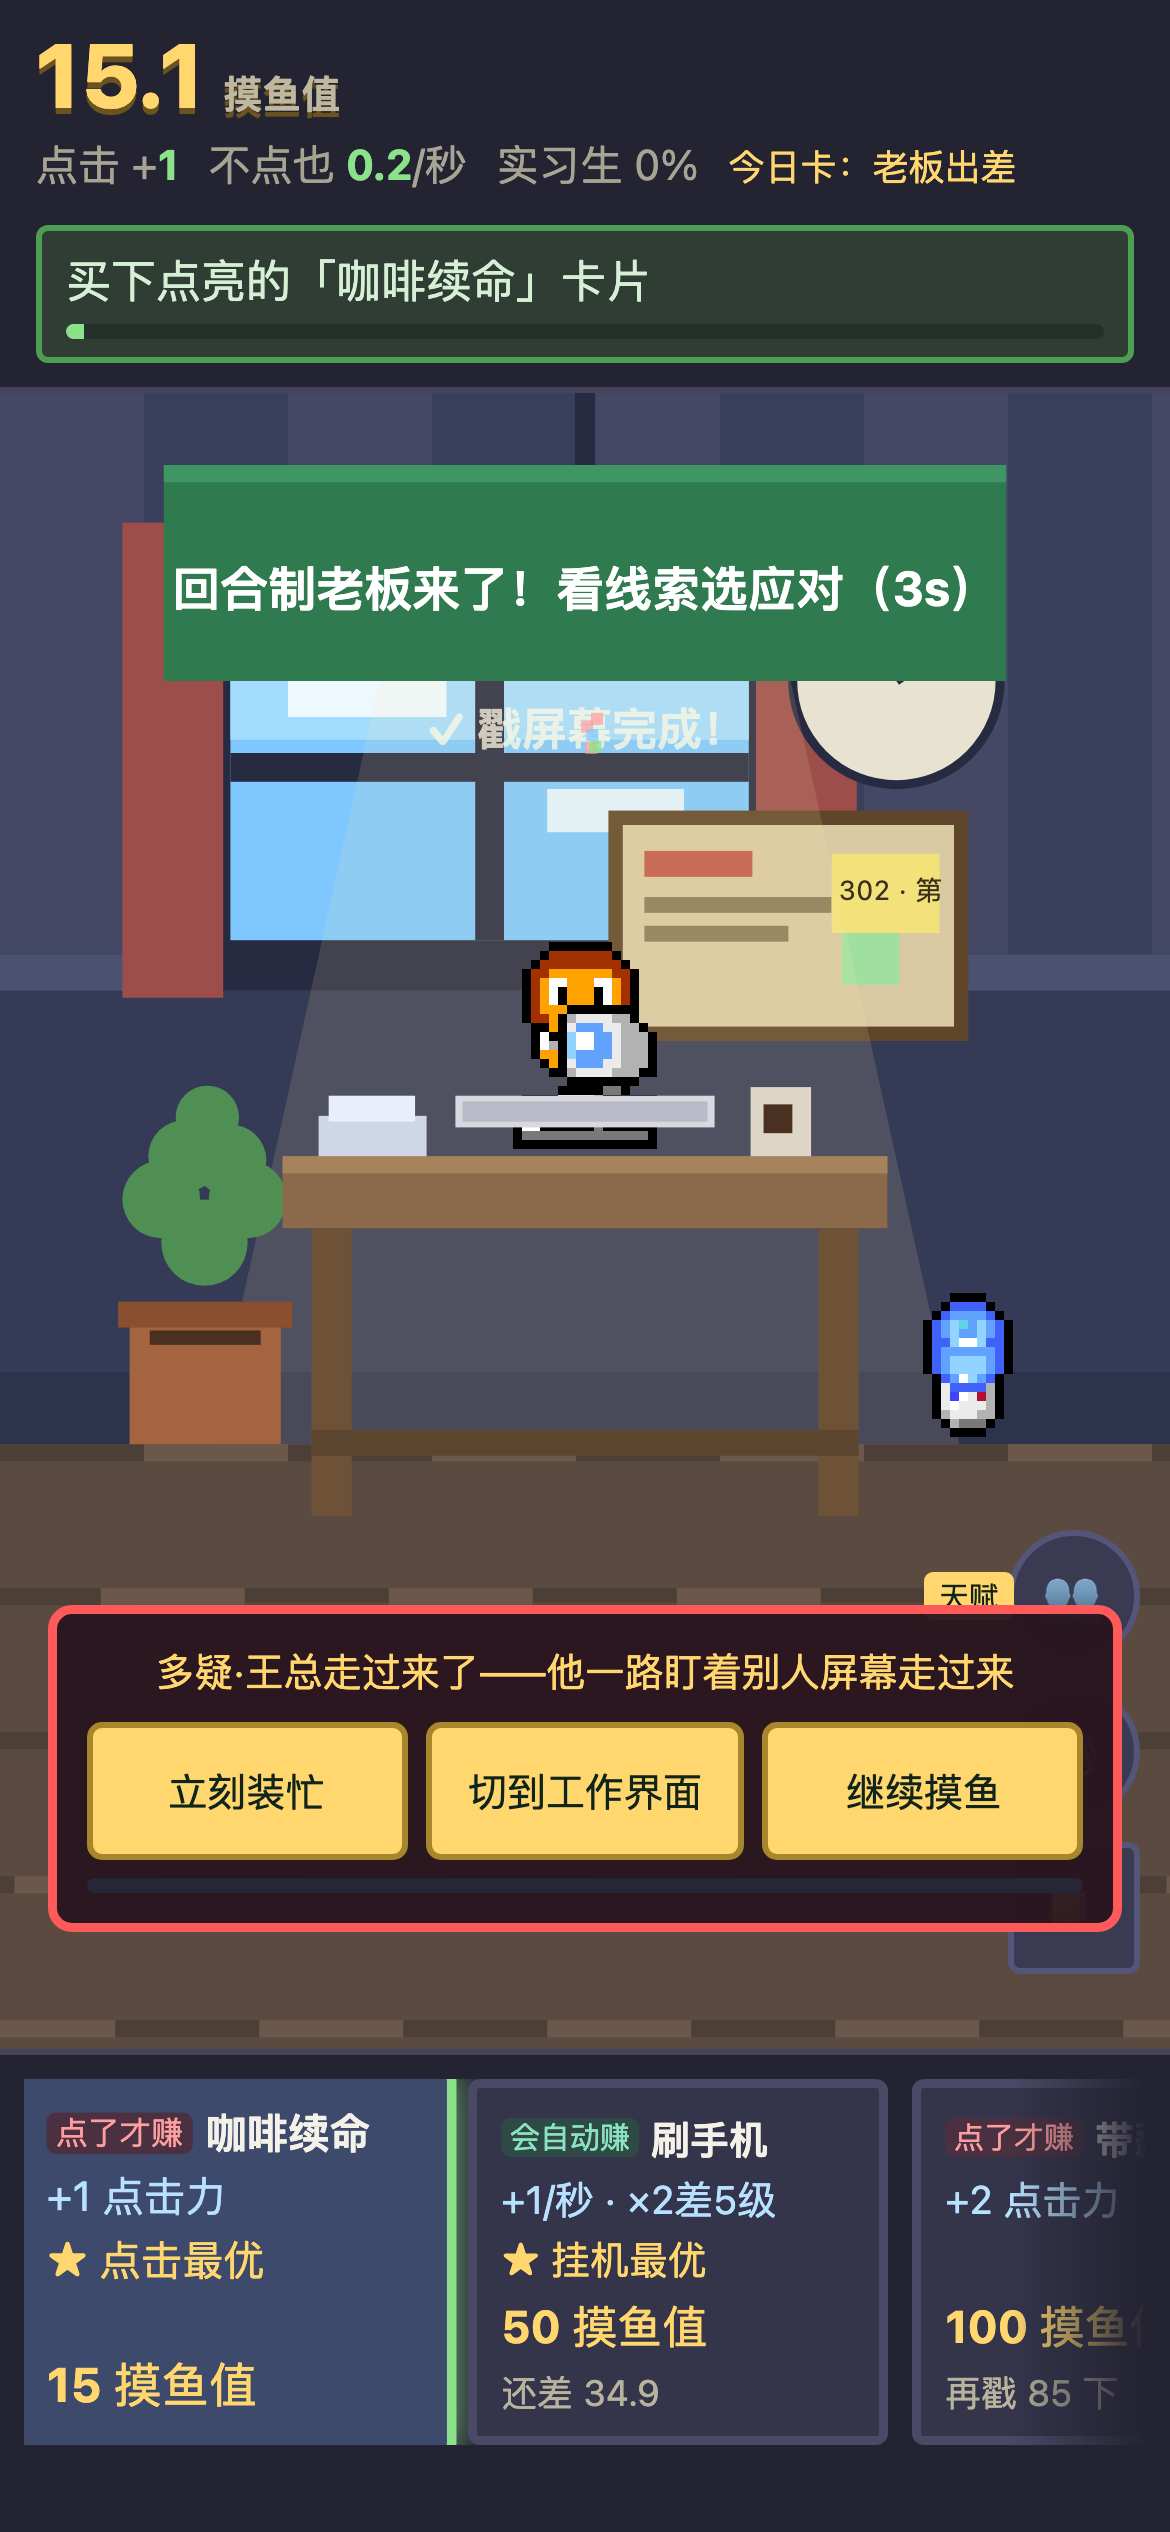 15.1 摸鱼值
点击 +1 不点也 0.2/秒 实习生 0% 今日卡：老板出差
买下点亮的「咖啡续命」卡片
回合制老板来了！看线索选应对（3s）
✓ 戳屏幕完成！
302 · 第
天赋
多疑·王总走过来了——他一路盯着别人屏幕走过来
立刻装忙 切到工作界面 继续摸鱼
点了才赚 咖啡续命
+1 点击力
★ 点击最优
15 摸鱼值
会自动赚 刷手机
+1/秒 · ×2差5级
★ 挂机最优
50 摸鱼值
还差 34.9
点了才赚 带
+2 点击力
100 摸鱼值
再戳 85 下